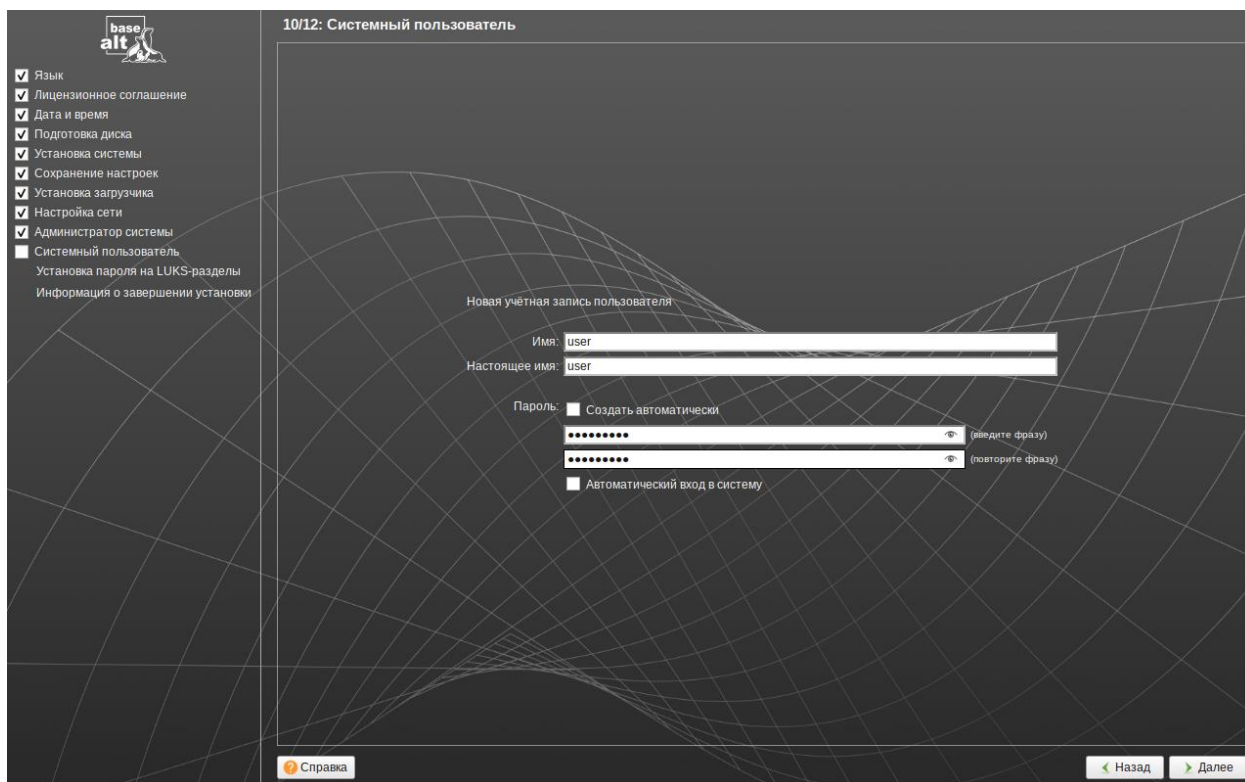 base
alt
Язык
Лицензионное соглашение
Дата и время
Подготовка диска
Установка системы
Сохранение настроек
Установка загрузчика
Настройка сети
Администратор системы
Системный пользователь
Установка пароля на LUKS-разделы
Информация о завершении установки
10/12: Системный пользователь
Новая учётная запись пользователя
Имя: user
Настоящее имя: user
Пароль: Создать автоматически
••••••••• (введите фразу)
••••••••• (повторите фразу)
Автоматический вход в систему
Справка
Назад
Далее